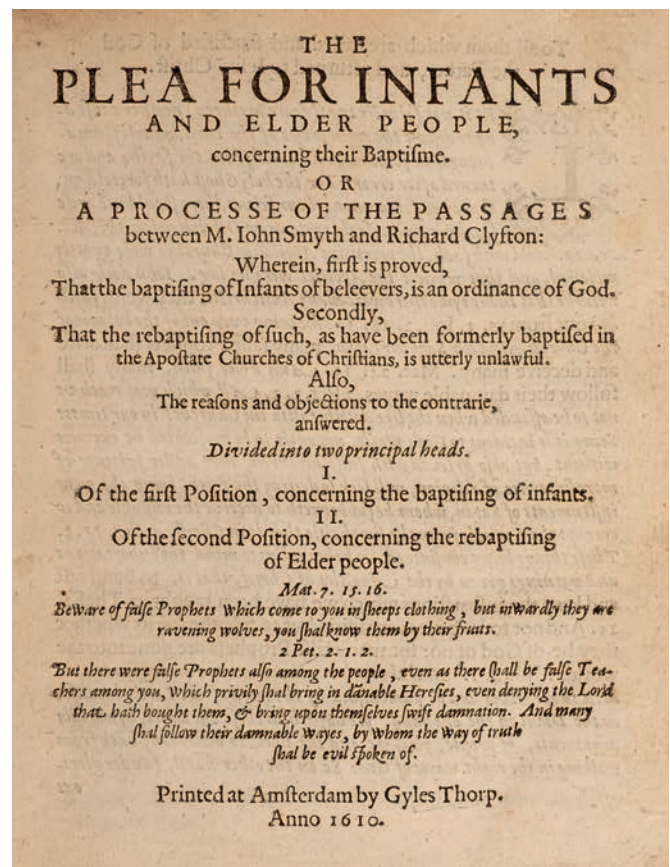 THE
PLEA FOR INFANTS
AND ELDER PEOPLE,
concerning their Baptiſme.
OR
A PROCESSE OF THE PASSAGES
between M. Iohn Smyth and Richard Clyfton:
Wherein, firſt is proved,
That the baptiſing of Infants of beleevers, is an ordinance of God.
Secondly,
That the rebaptiſing of ſuch, as have been formerly baptiſed in
the Apoſtate Churches of Chriſtians, is utterly unlawful.
Alſo,
The reaſons and objections to the contrarie,
anſwered.
Divided into two principal heads.
I.
Of the firſt Poſition, concerning the baptiſing of infants.
II.
Of the ſecond Poſition, concerning the rebaptiſing
of Elder people.
Mat. 7. 15. 16.
Beware of falſe Prophets which come to you in ſheeps clothing, but inwardly they are
ravening wolves, you ſhal know them by their fruits.
2 Pet. 2. 1. 2.
But there were falſe Prophets alſo among the people, even as there ſhall be falſe Tea-
chers among you, which privily ſhal bring in dānable Hereſies, even denying the Lord
that hath bought them, & bring upon themſelves ſwift damnation. And many
ſhal follow their damnable wayes, by whom the way of truth
ſhal be evil ſpoken of.
Printed at Amſterdam by Gyles Thorp.
Anno 1610.